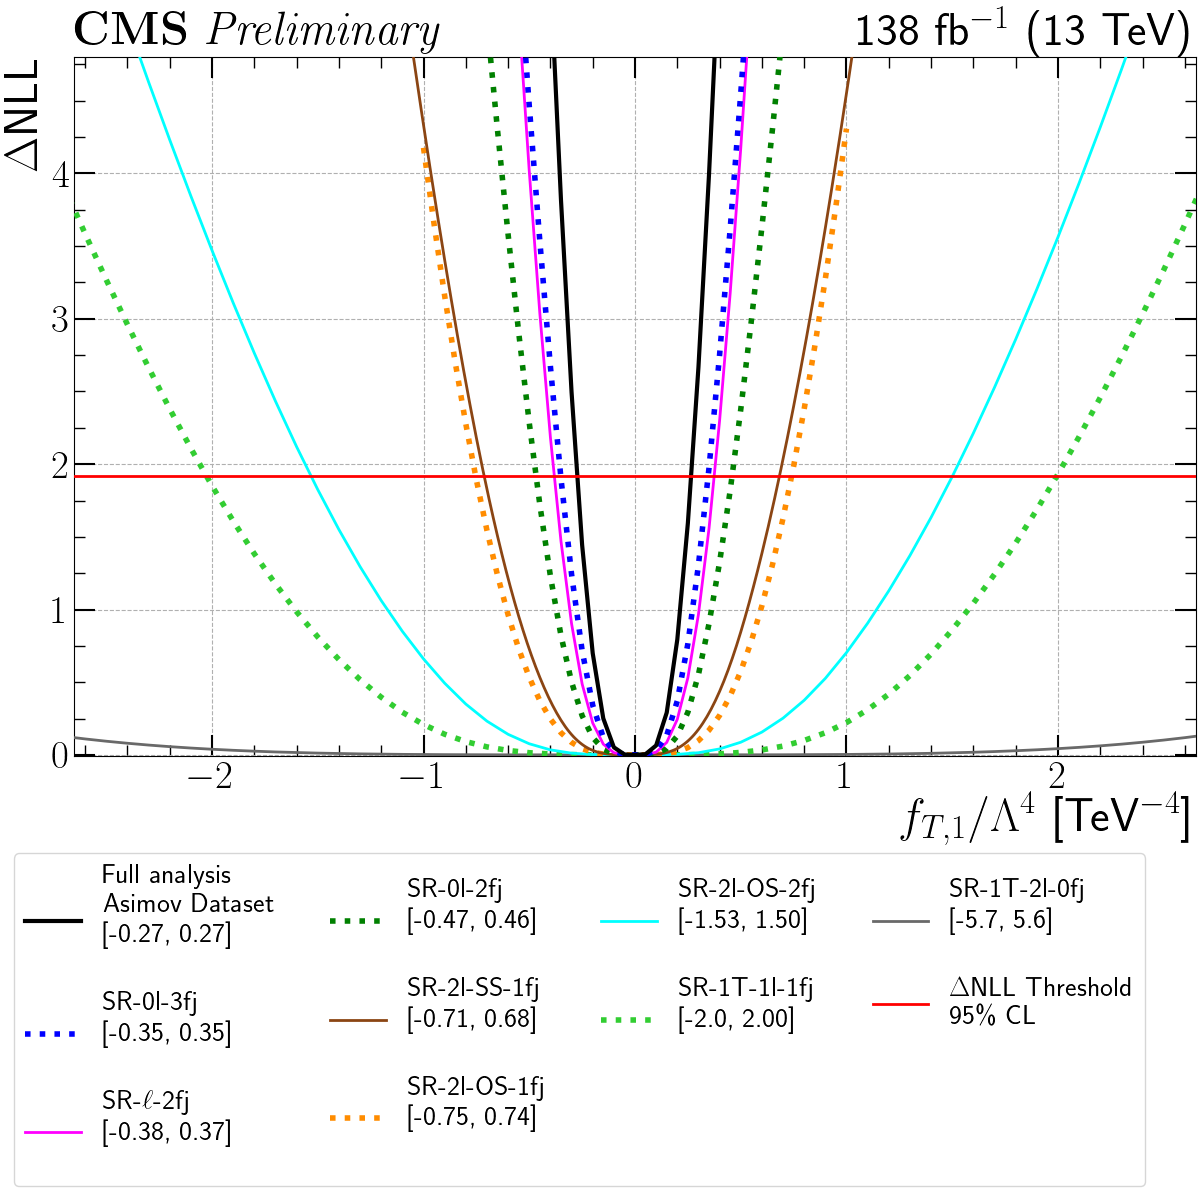 CMS Preliminary
138 fb⁻¹ (13 TeV)
ΔNLL
4
3
2
1
0
−2
−1
0
1
2
f_{T,1}/Λ⁴ [TeV⁻⁴]
Full analysis
Asimov Dataset
[-0.27, 0.27]
SR-0l-3fj
[-0.35, 0.35]
SR-ℓ-2fj
[-0.38, 0.37]
SR-0l-2fj
[-0.47, 0.46]
SR-2l-SS-1fj
[-0.71, 0.68]
SR-2l-OS-1fj
[-0.75, 0.74]
SR-2l-OS-2fj
[-1.53, 1.50]
SR-1T-1l-1fj
[-2.0, 2.00]
SR-1T-2l-0fj
[-5.7, 5.6]
ΔNLL Threshold
95% CL